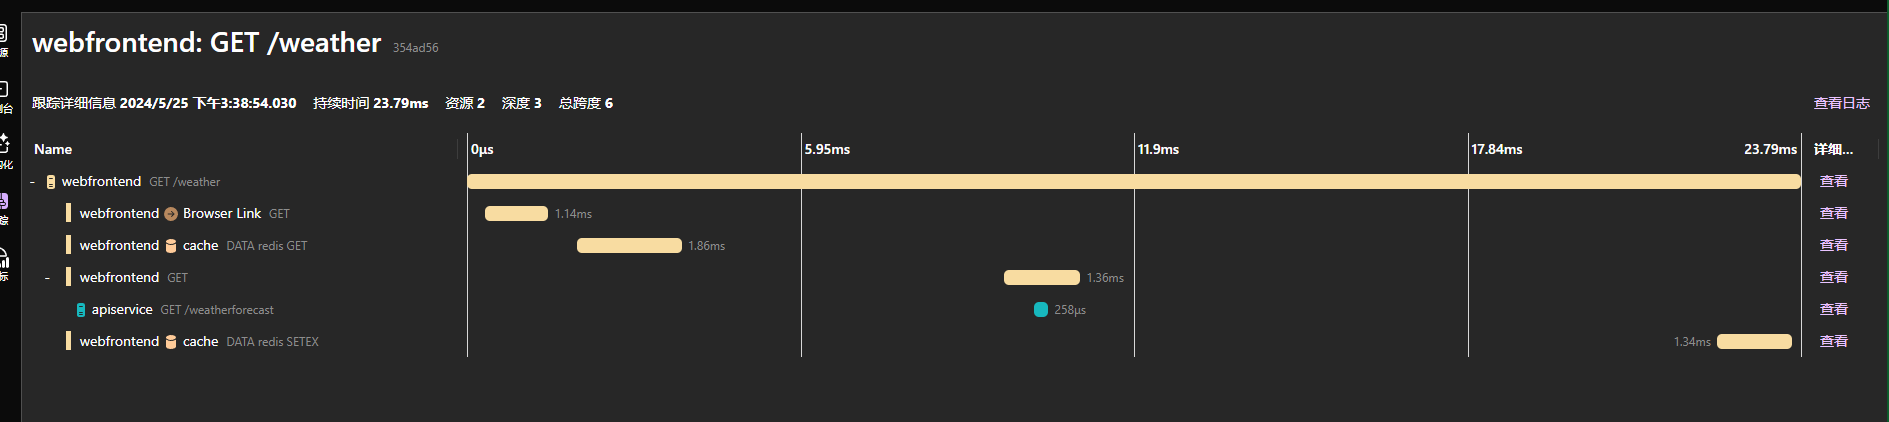 webfrontend: GET /weather 354ad56
跟踪详细信息 2024/5/25 下午3:38:54.030 持续时间 23.79ms 资源 2 深度 3 总跨度 6 查看日志
Name 0μs 5.95ms 11.9ms 17.84ms 23.79ms 详细...
- webfrontend GET /weather 查看
webfrontend Browser Link GET 1.14ms 查看
webfrontend cache DATA redis GET 1.86ms 查看
- webfrontend GET 1.36ms 查看
apiservice GET /weatherforecast 258μs 查看
webfrontend cache DATA redis SETEX 1.34ms 查看